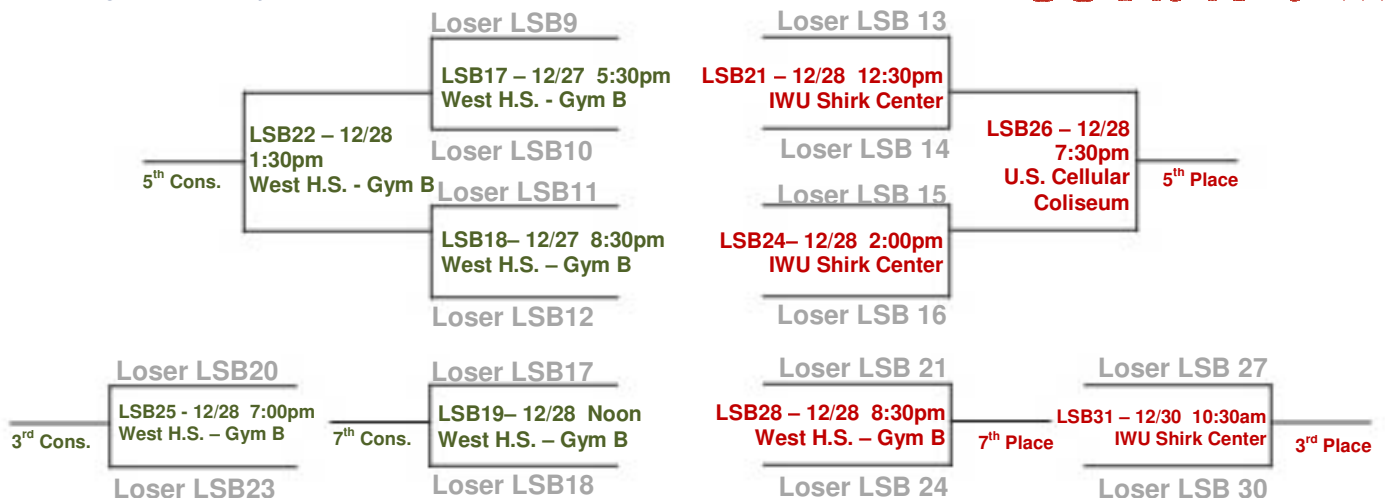 Loser LSB9
LSB17 – 12/27 5:30pm
West H.S. - Gym B
Loser LSB10
LSB22 – 12/28
1:30pm
West H.S. - Gym B
5th Cons.
Loser LSB11
LSB18– 12/27 8:30pm
West H.S. – Gym B
Loser LSB12
Loser LSB 13
LSB21 – 12/28 12:30pm
IWU Shirk Center
Loser LSB 14
LSB26 – 12/28
7:30pm
U.S. Cellular
Coliseum
5th Place
Loser LSB 15
LSB24– 12/28 2:00pm
IWU Shirk Center
Loser LSB 16
Loser LSB20
LSB25 - 12/28 7:00pm
West H.S. – Gym B
3rd Cons.
Loser LSB23
Loser LSB17
LSB19– 12/28 Noon
West H.S. – Gym B
7th Cons.
Loser LSB18
Loser LSB 21
LSB28 – 12/28 8:30pm
West H.S. – Gym B
7th Place
Loser LSB 24
Loser LSB 27
LSB31 – 12/30 10:30am
IWU Shirk Center
3rd Place
Loser LSB 30